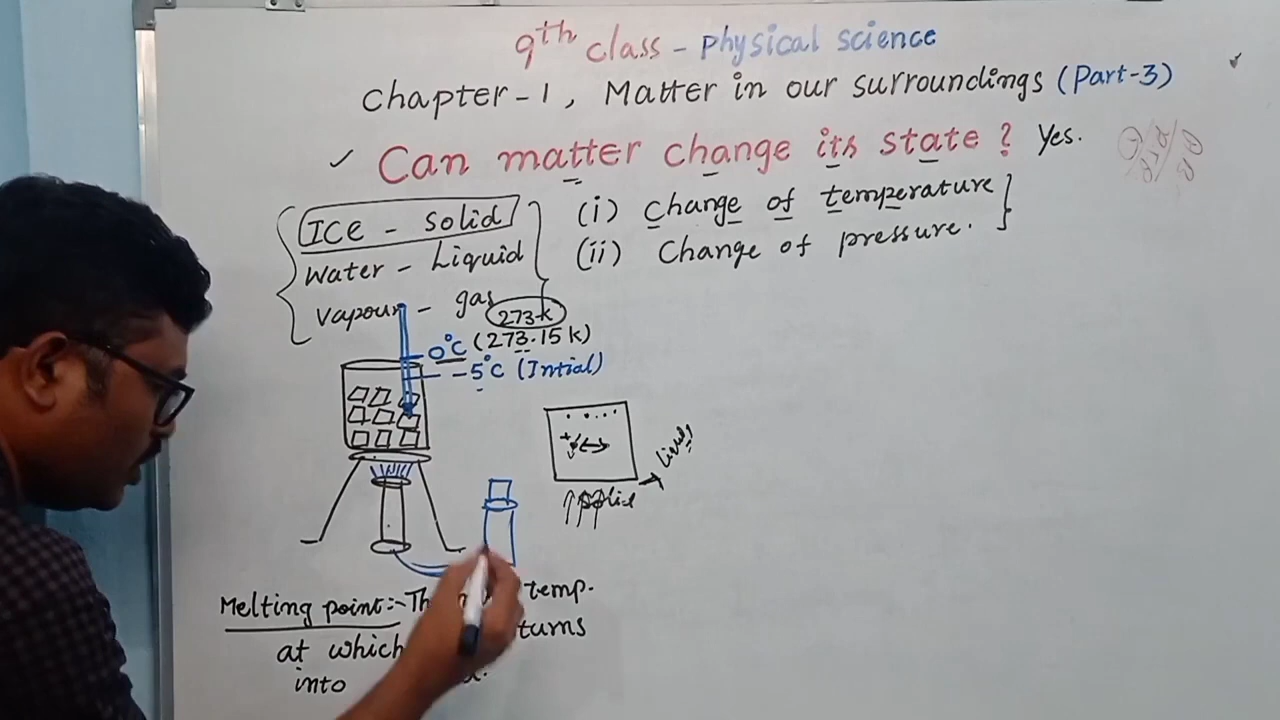 9th class - physical science
Chapter - 1, Matter in our surroundings (Part-3)
✓ Can matter change its state? Yes.
ICE - Solid
Water - Liquid
Vapour - gas
(i) Change of temperature
(ii) Change of pressure.
273 k
0°C (273.15 k)
-5°C (Intial)
Melting point :- temp.
at which turns
into